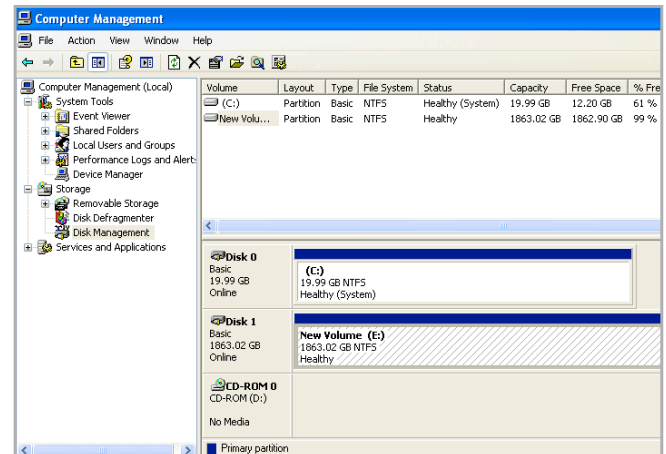 Computer Management
File Action View Window Help
Computer Management (Local)
System Tools
Event Viewer
Shared Folders
Local Users and Groups
Performance Logs and Alert
Device Manager
Storage
Removable Storage
Disk Defragmenter
Disk Management
Services and Applications
Volume Layout Type File System Status Capacity Free Space % Fre
(C:) Partition Basic NTFS Healthy (System) 19.99 GB 12.20 GB 61 %
New Volu... Partition Basic NTFS Healthy 1863.02 GB 1862.90 GB 99 %
Disk 0
Basic
19.99 GB
Online
(C:)
19.99 GB NTFS
Healthy (System)
Disk 1
Basic
1863.02 GB
Online
New Volume (E:)
1863.02 GB NTFS
Healthy
CD-ROM 0
CD-ROM (D:)
No Media
Primary partition